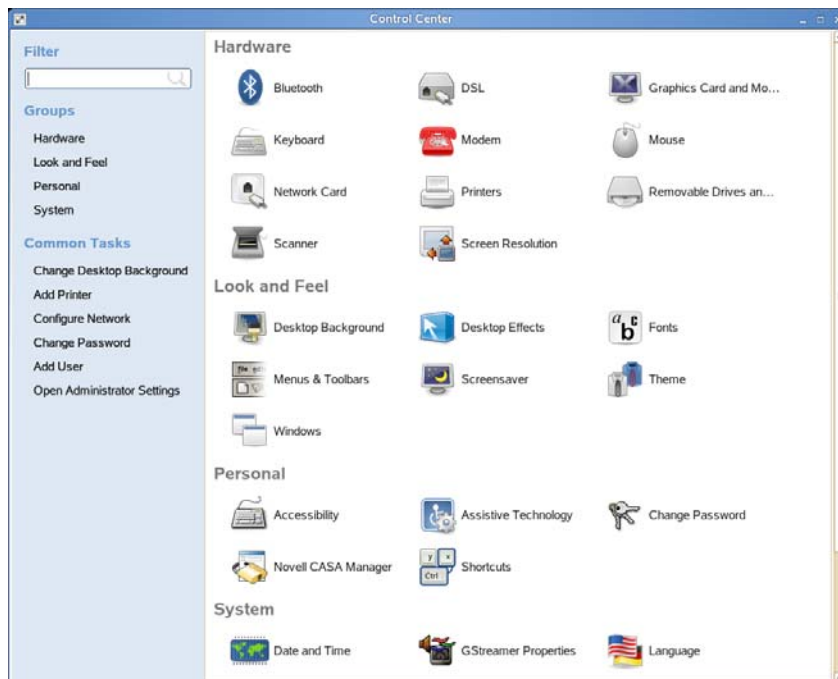 Control Center
Filter
Groups
Hardware
Look and Feel
Personal
System
Common Tasks
Change Desktop Background
Add Printer
Configure Network
Change Password
Add User
Open Administrator Settings
Hardware
Bluetooth DSL Graphics Card and Mo...
Keyboard Modem Mouse
Network Card Printers Removable Drives an...
Scanner Screen Resolution
Look and Feel
Desktop Background Desktop Effects Fonts
Menus & Toolbars Screensaver Theme
Windows
Personal
Accessibility Assistive Technology Change Password
Novell CASA Manager Shortcuts
System
Date and Time GStreamer Properties Language